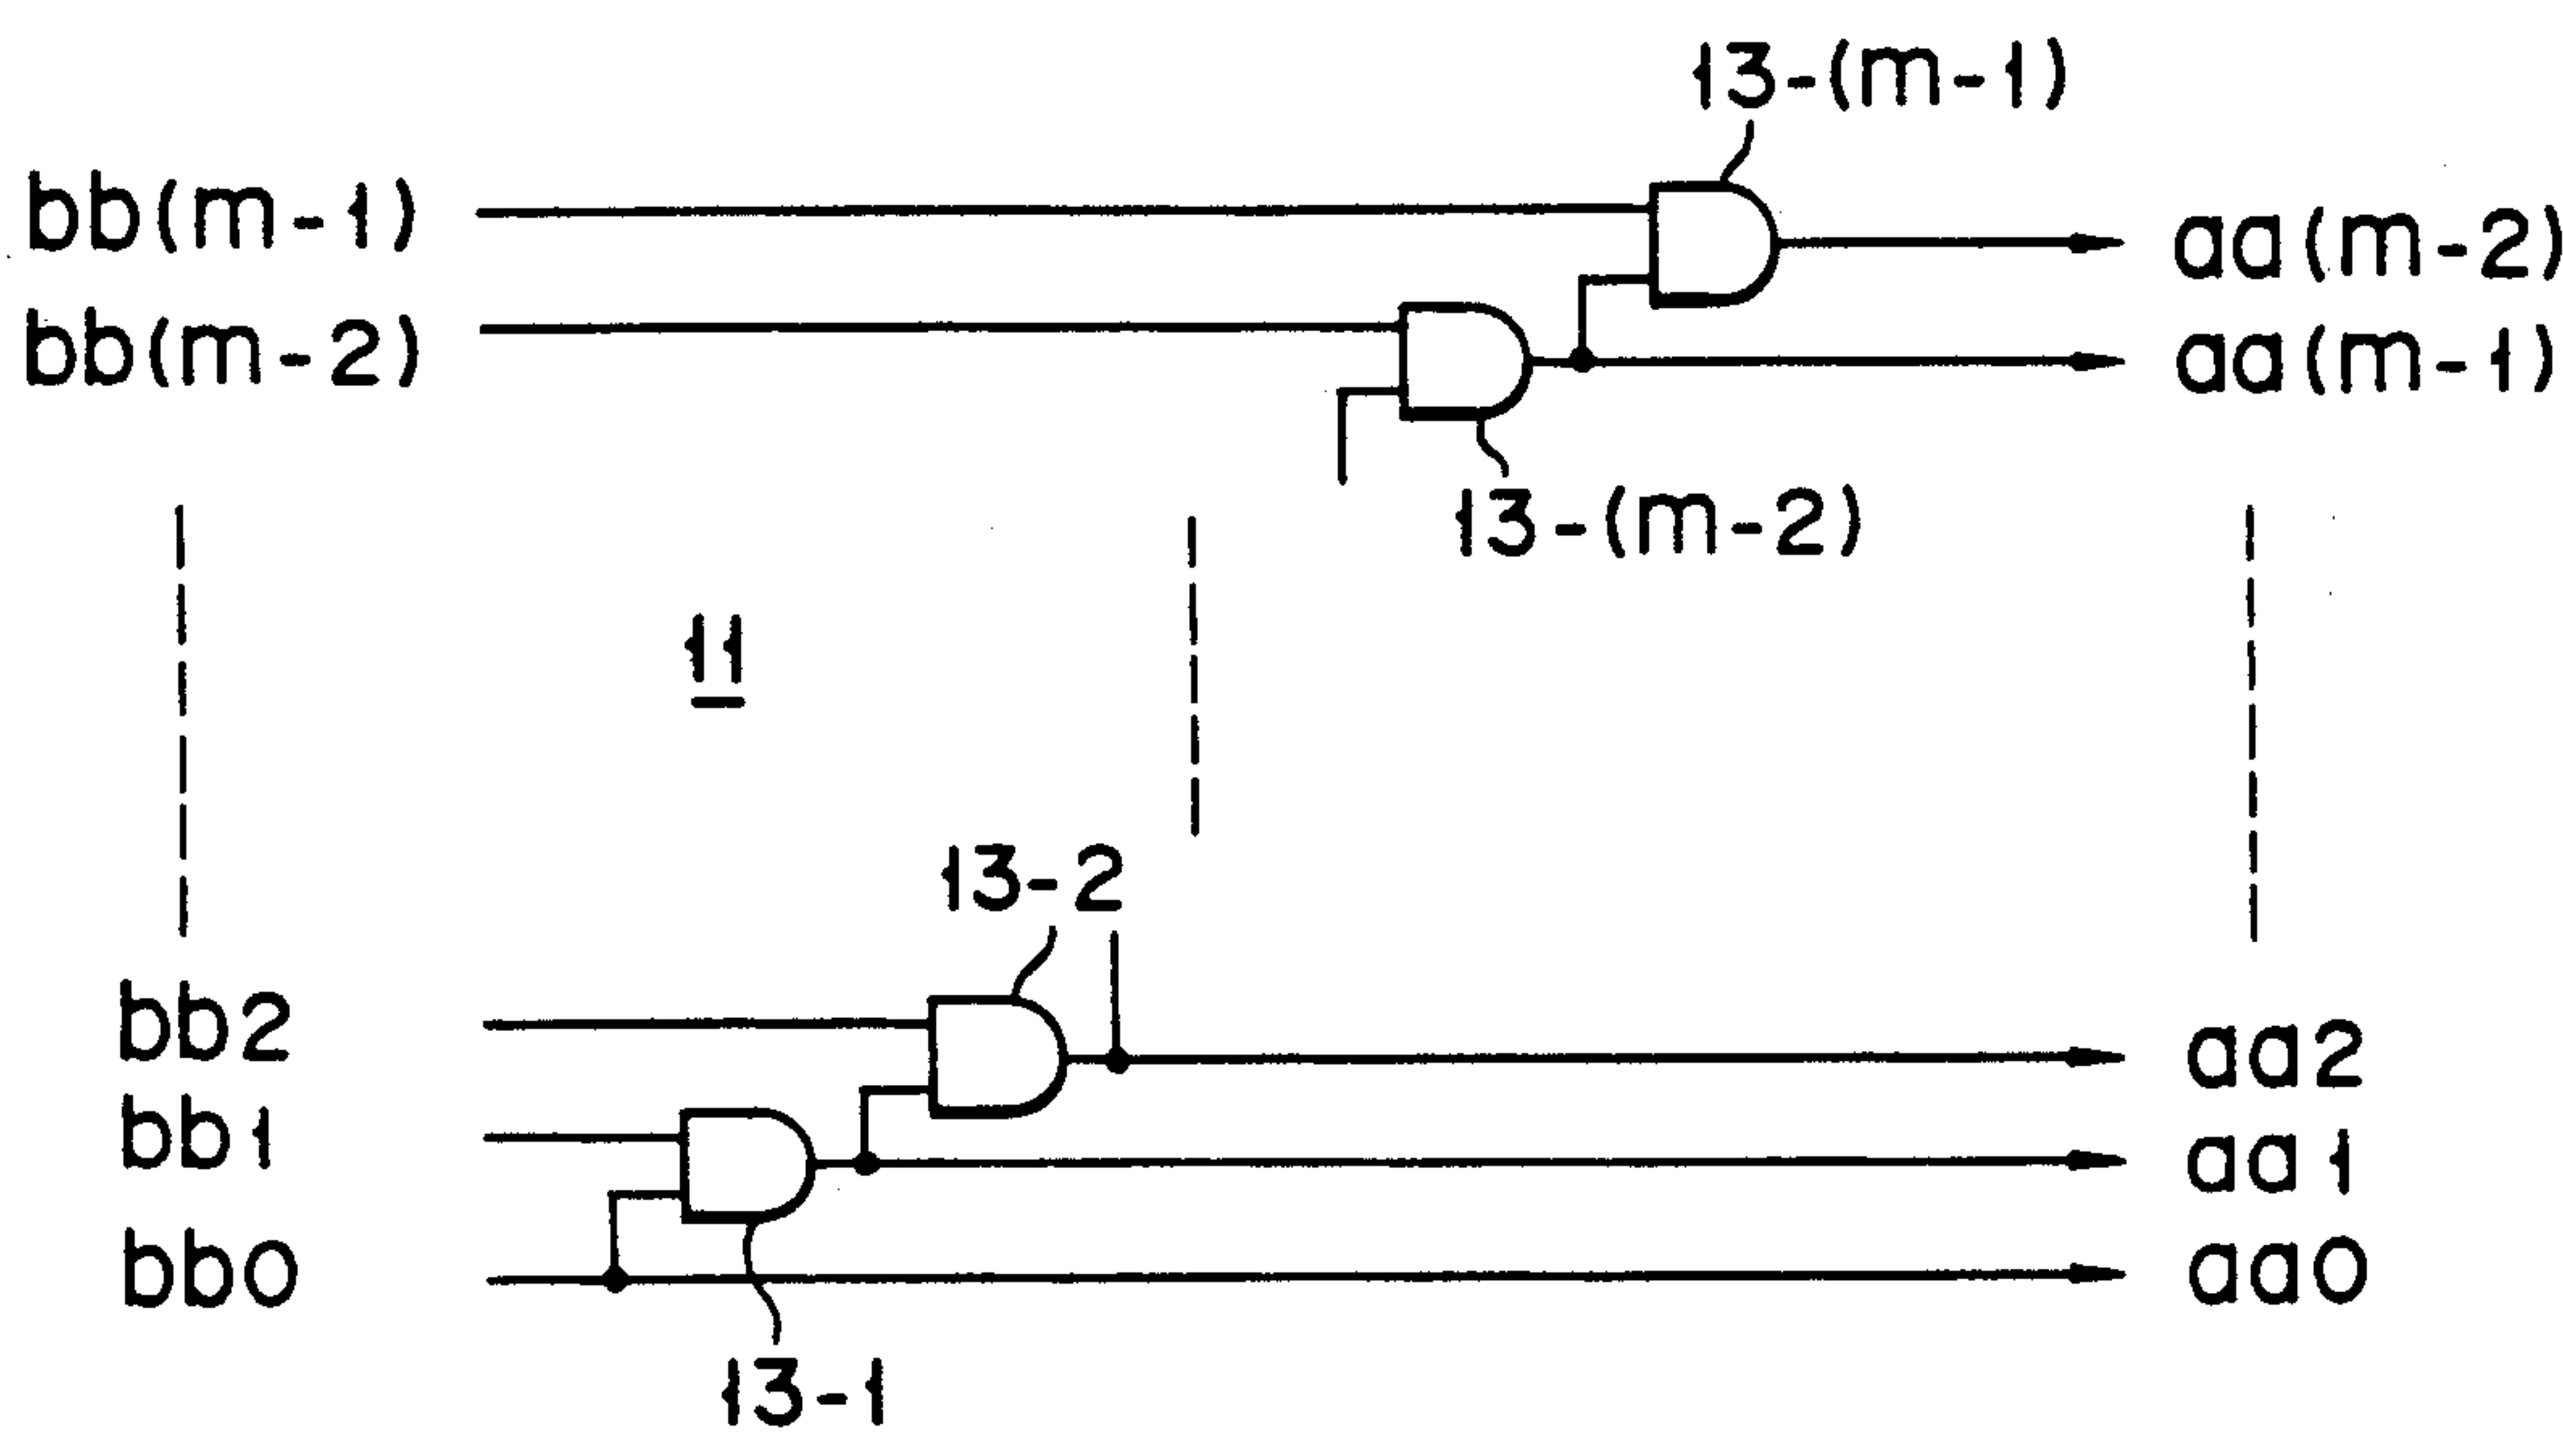 13-(m-1)
bb(m-1)
aa(m-2)
bb(m-2)
aa(m-1)
13-(m-2)
11
13-2
bb2
aa2
bb1
aa1
bb0
aa0
13-1